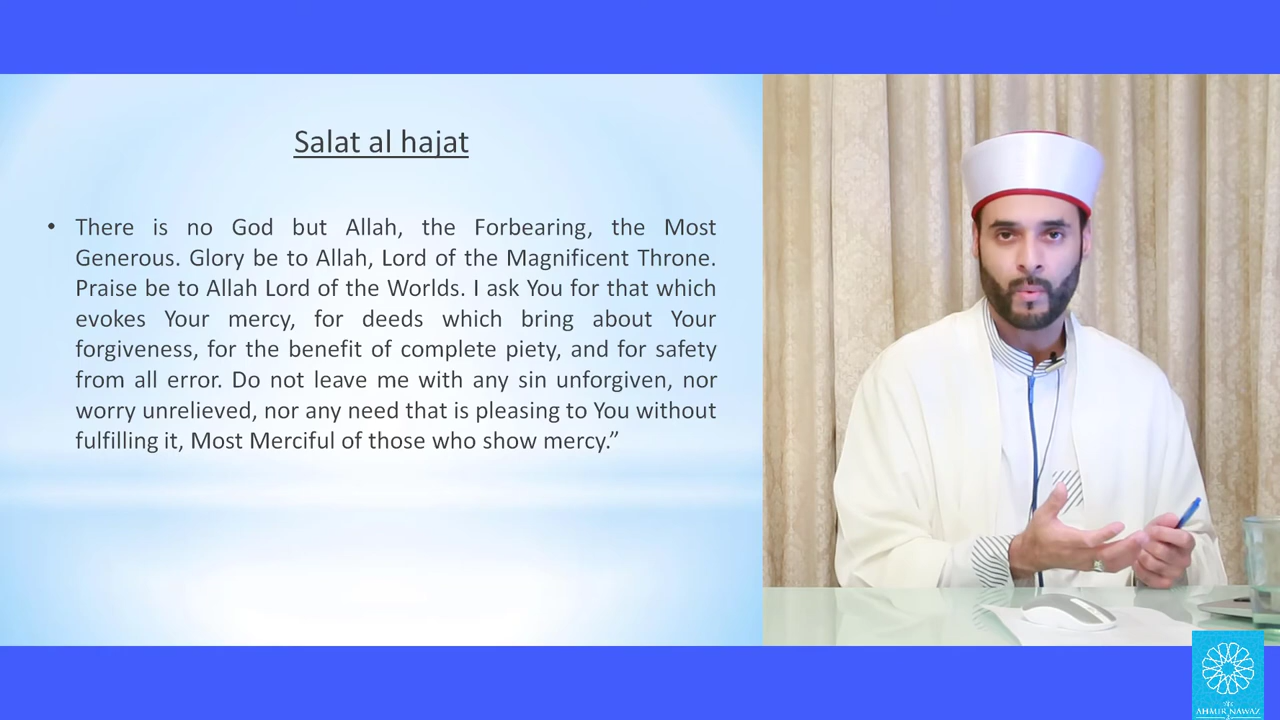 Salat al hajat
• There is no God but Allah, the Forbearing, the Most
Generous. Glory be to Allah, Lord of the Magnificent Throne.
Praise be to Allah Lord of the Worlds. I ask You for that which
evokes Your mercy, for deeds which bring about Your
forgiveness, for the benefit of complete piety, and for safety
from all error. Do not leave me with any sin unforgiven, nor
worry unrelieved, nor any need that is pleasing to You without
fulfilling it, Most Merciful of those who show mercy.”
AHMIR NAWAZ